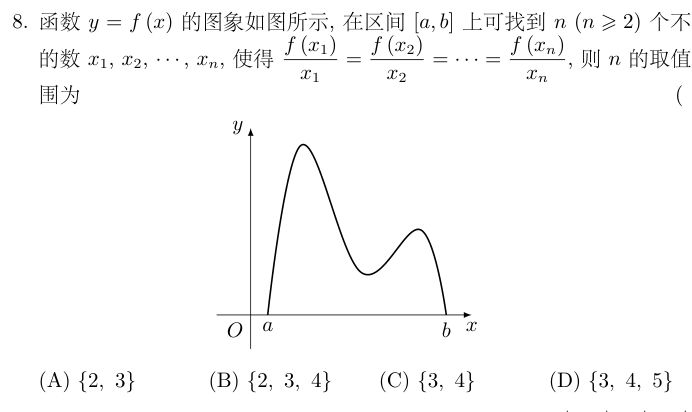 8. 函数 y = f (x) 的图象如图所示, 在区间 [a, b] 上可找到 n (n ⩾ 2) 个不
的数 x₁, x₂, ⋯, xₙ, 使得 f (x₁)/x₁ = f (x₂)/x₂ = ⋯ = f (xₙ)/xₙ, 则 n 的取值
围为 (
y
O a b x
(A) {2, 3} (B) {2, 3, 4} (C) {3, 4} (D) {3, 4, 5}